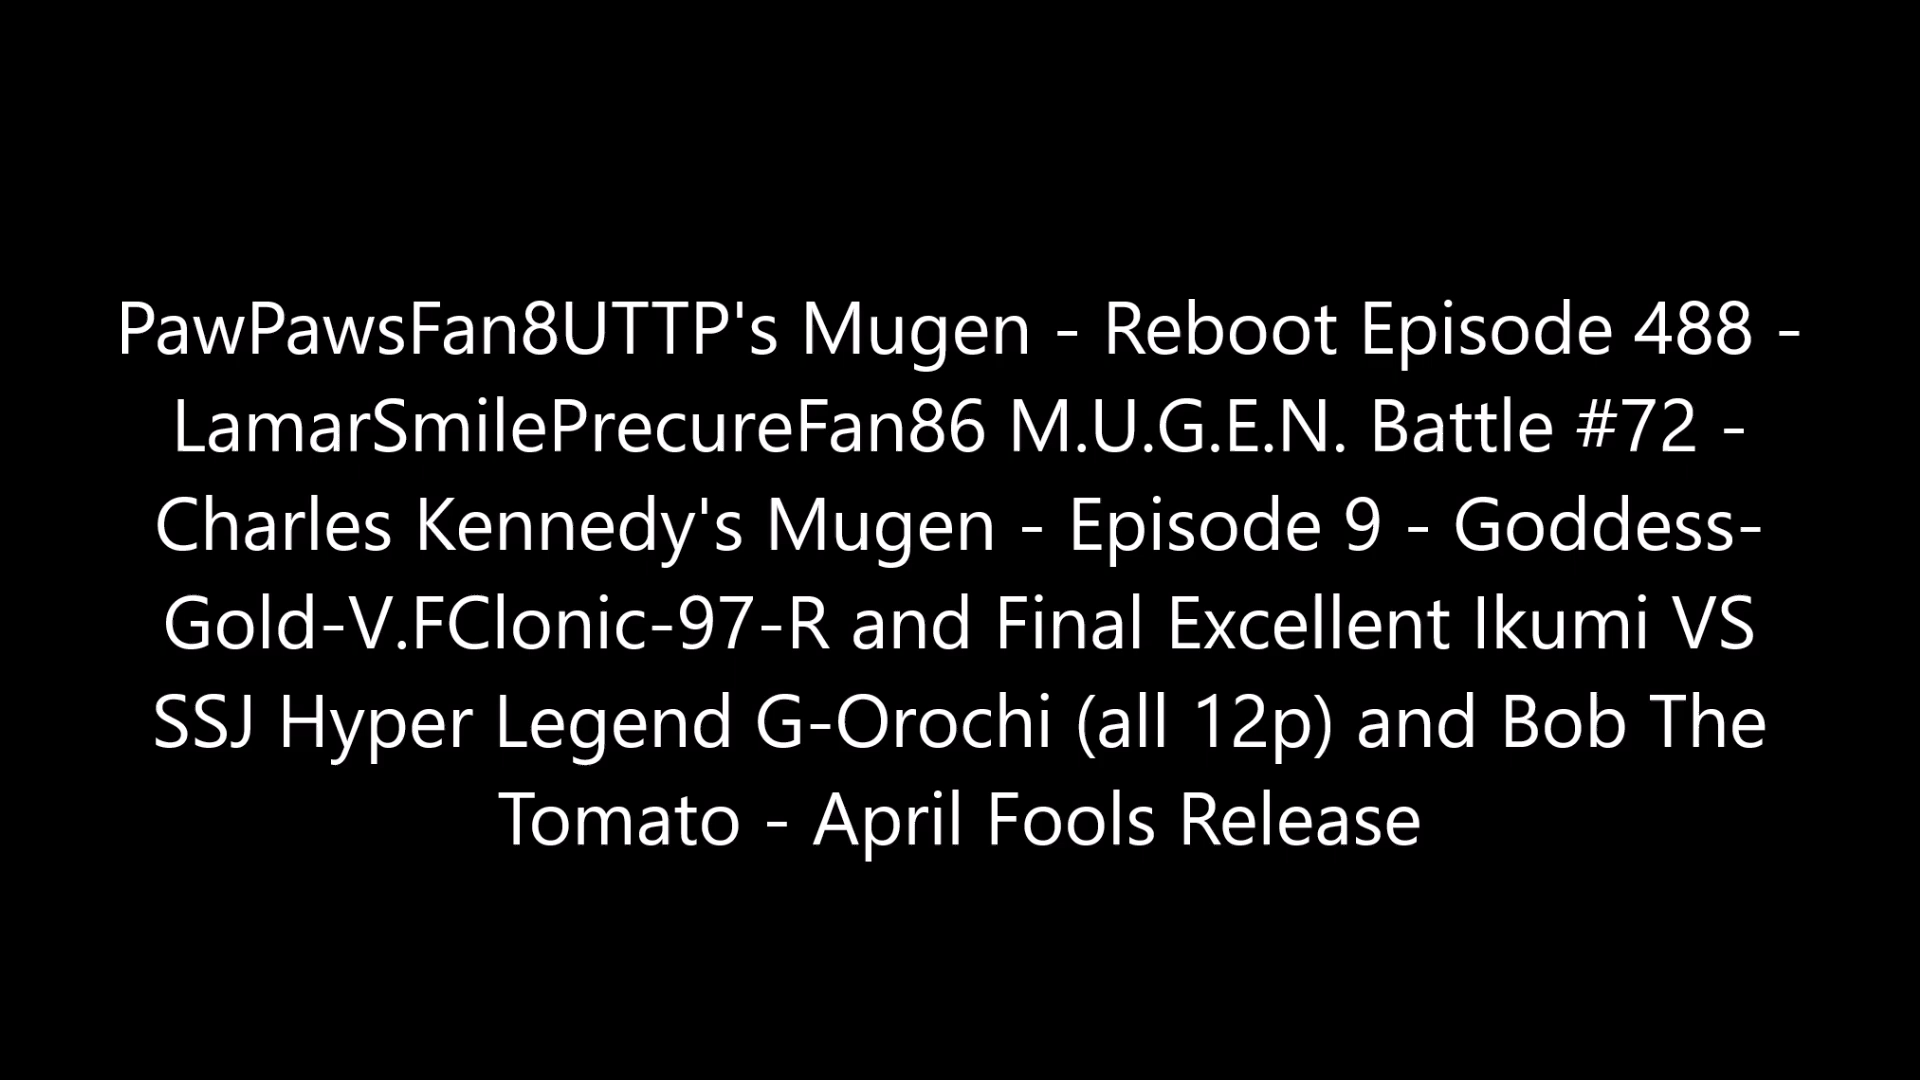 PawPawsFan8UTTP's Mugen - Reboot Episode 488 -
LamarSmilePrecureFan86 M.U.G.E.N. Battle #72 -
Charles Kennedy's Mugen - Episode 9 - Goddess-
Gold-V.FClonic-97-R and Final Excellent Ikumi VS
SSJ Hyper Legend G-Orochi (all 12p) and Bob The
Tomato - April Fools Release